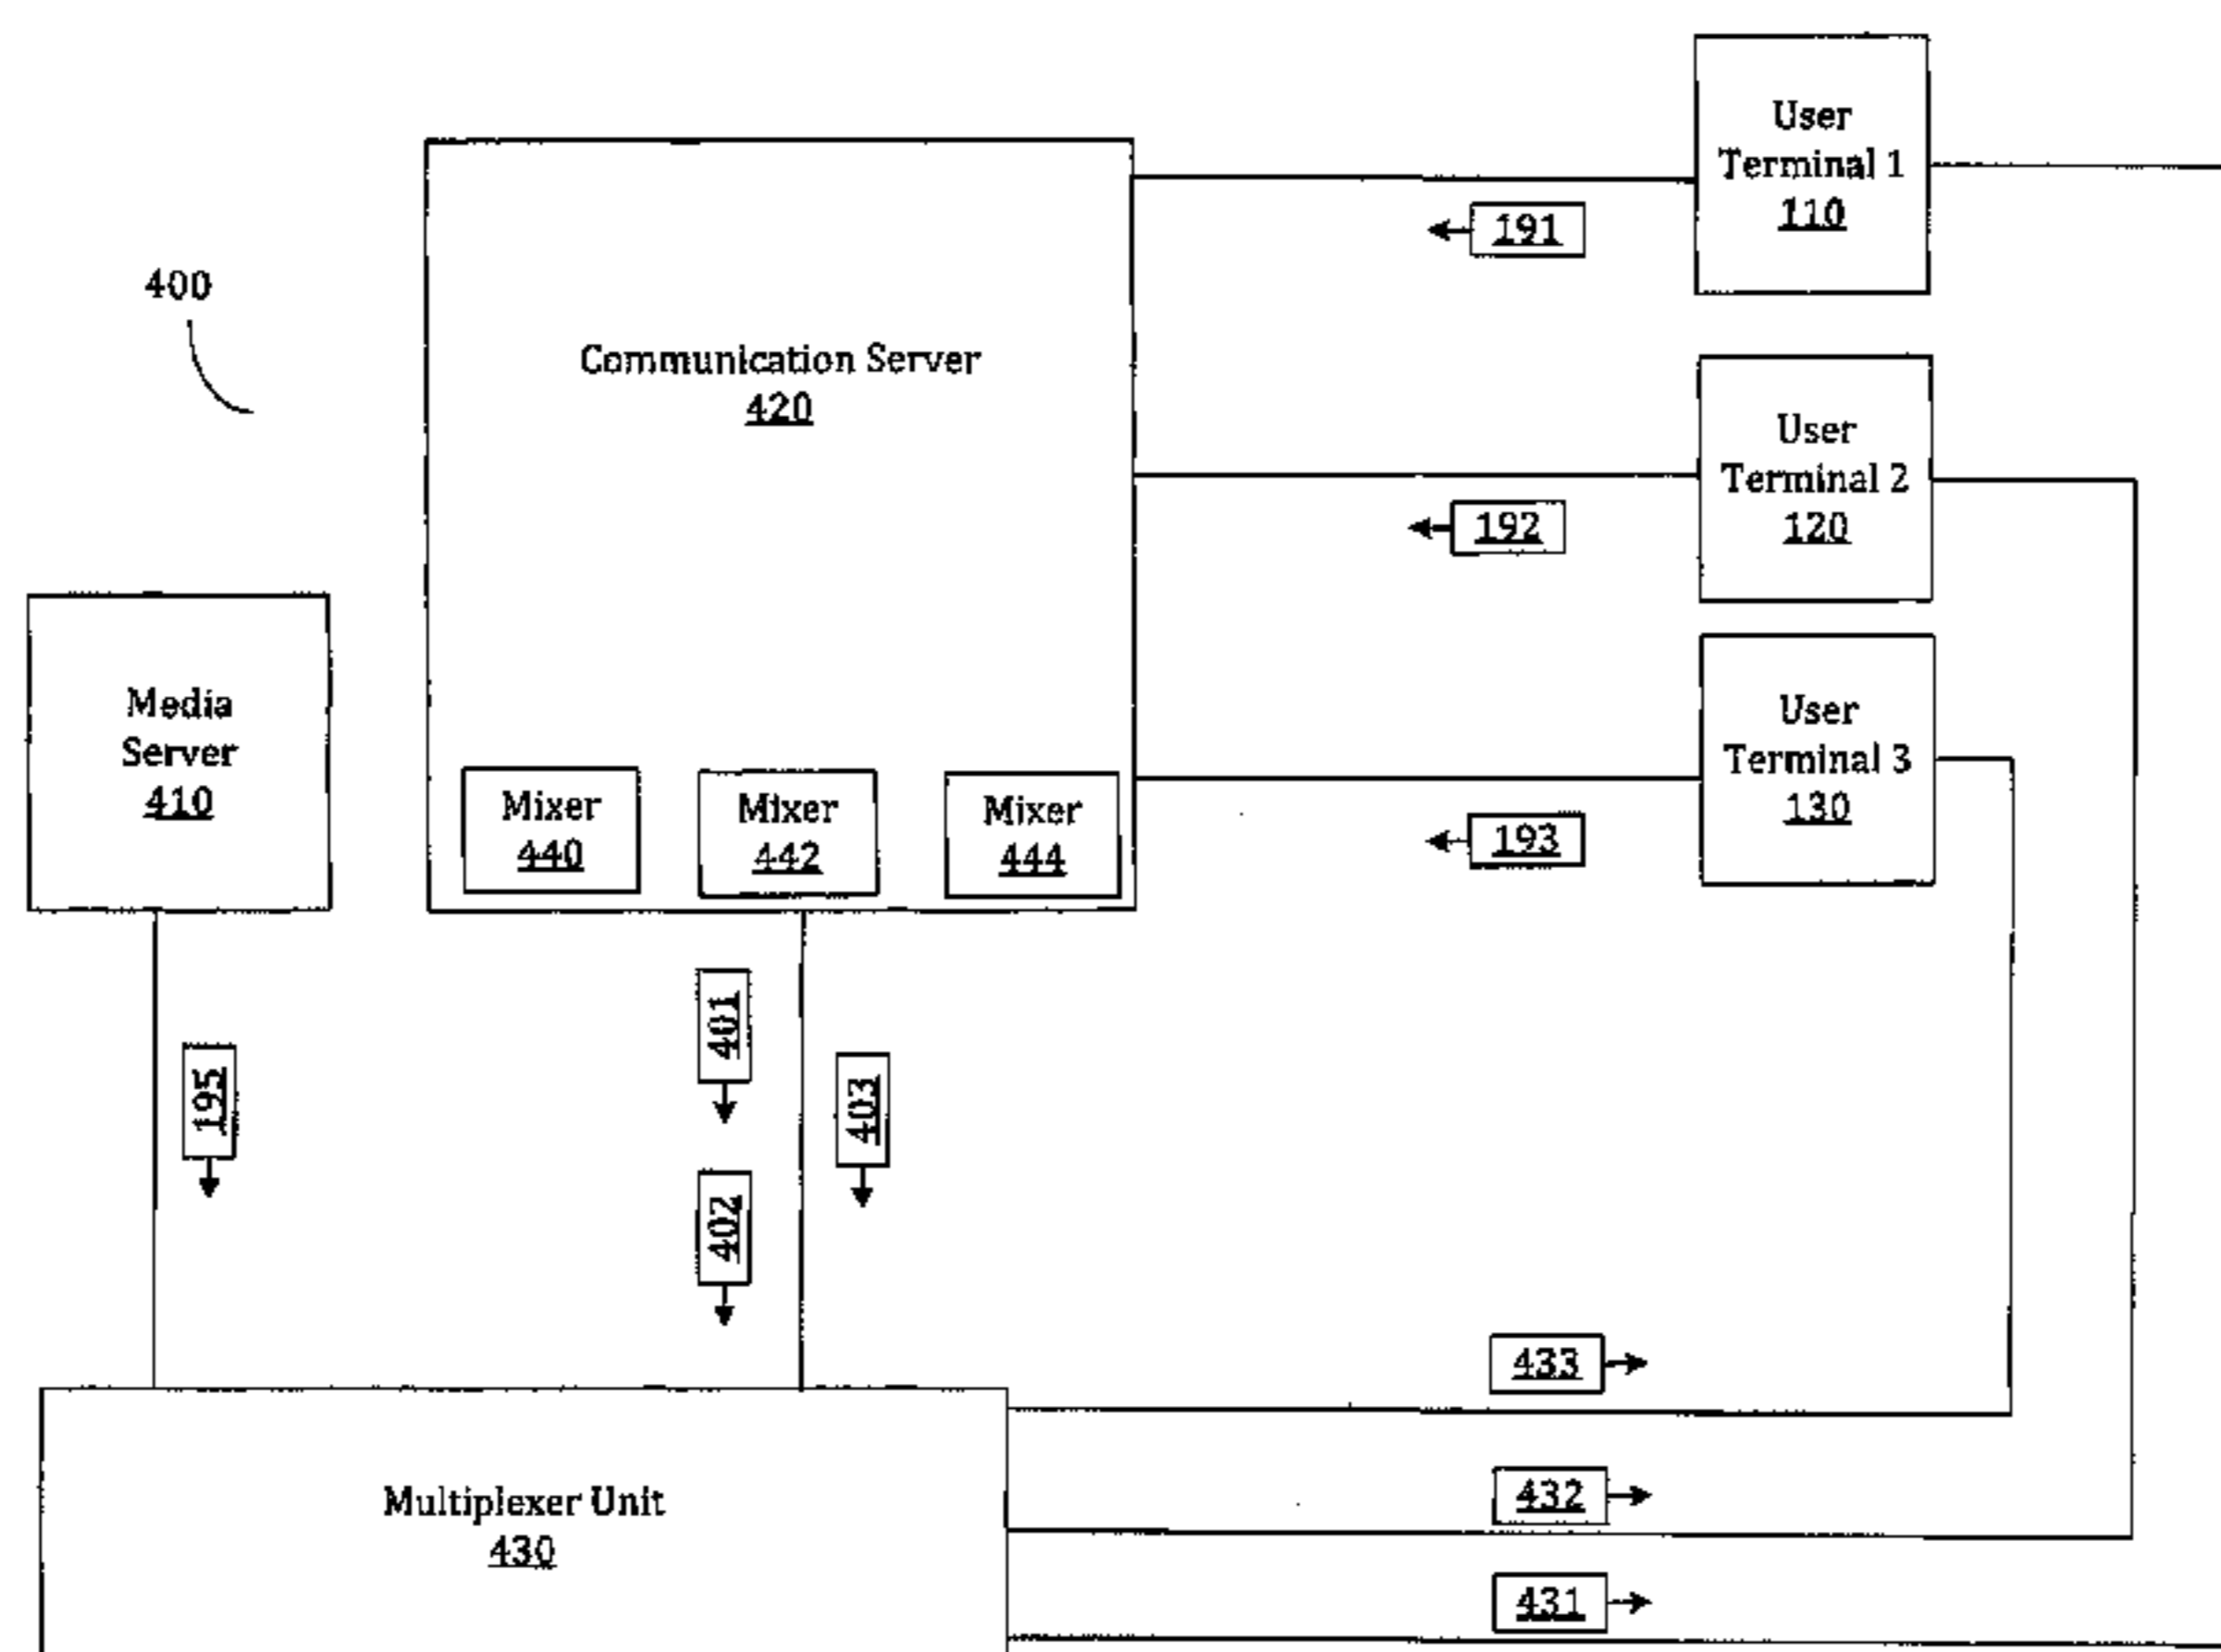 User
Terminal 1
110
191
400
Communication Server
420
User
Terminal 2
120
192
Media
Server
410
User
Terminal 3
130
Mixer
440
Mixer
442
Mixer
444
193
401
195
403
402
433
Multiplexer Unit
430
432
431